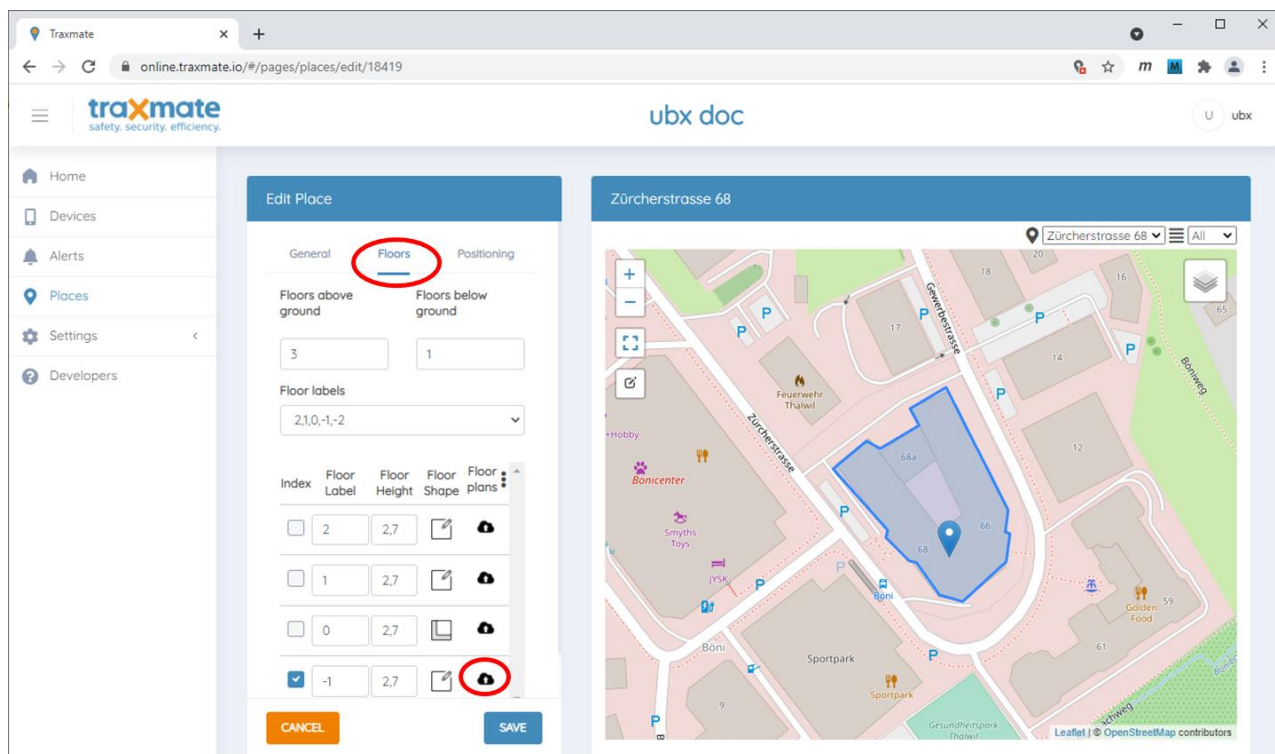 Traxmate
online.traxmate.io/#/pages/places/edit/18419
traxmate
safety. security. efficiency.
ubx doc
U ubx
Home
Devices
Alerts
Places
Settings
Developers
Edit Place
General Floors Positioning
Floors above ground
Floors below ground
3 1
Floor labels
2,1,0,-1,-2
Index Floor Label Floor Height Floor Shape Floor plans
2 2,7
1 2,7
0 2,7
-1 2,7
CANCEL SAVE
Zürcherstrasse 68
Zürcherstrasse 68 All
+
−
20
18
16
65
Gewerbestrasse
P
P
P
17
P
14
P
Böniweg
Feuerwehr
Thalwil
P
Zürcherstrasse
Hobby
68a
12
Bönicenter
Smyths
Toys
P
66
68
JYSK
P
P
Böni
Golden
Food
59
Böni
Sportpark
P
61
Sportpark
9
P
Gesundheitspark
Thalwil
Leaflet | © OpenStreetMap contributors